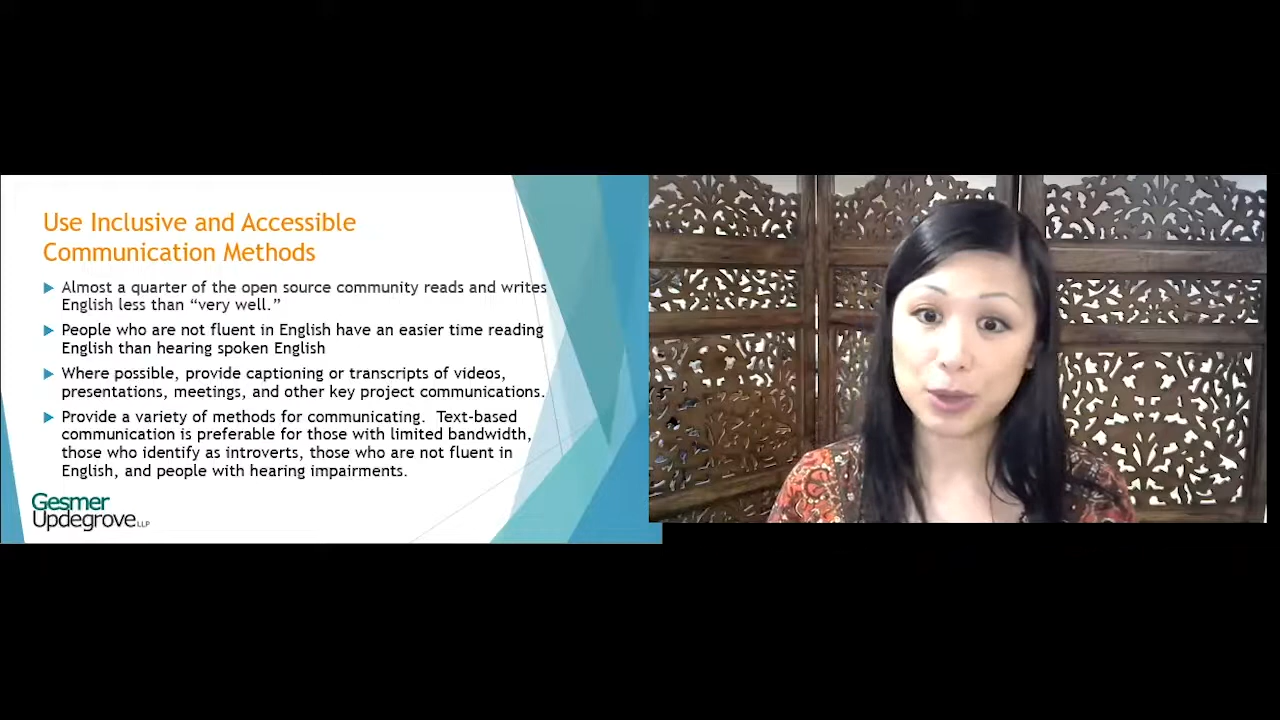 Use Inclusive and Accessible
Communication Methods
Almost a quarter of the open source community reads and writes
English less than “very well.”
People who are not fluent in English have an easier time reading
English than hearing spoken English
Where possible, provide captioning or transcripts of videos,
presentations, meetings, and other key project communications.
Provide a variety of methods for communicating.  Text-based
communication is preferable for those with limited bandwidth,
those who identify as introverts, those who are not fluent in
English, and people with hearing impairments.
Gesmer
Updegrove LLP